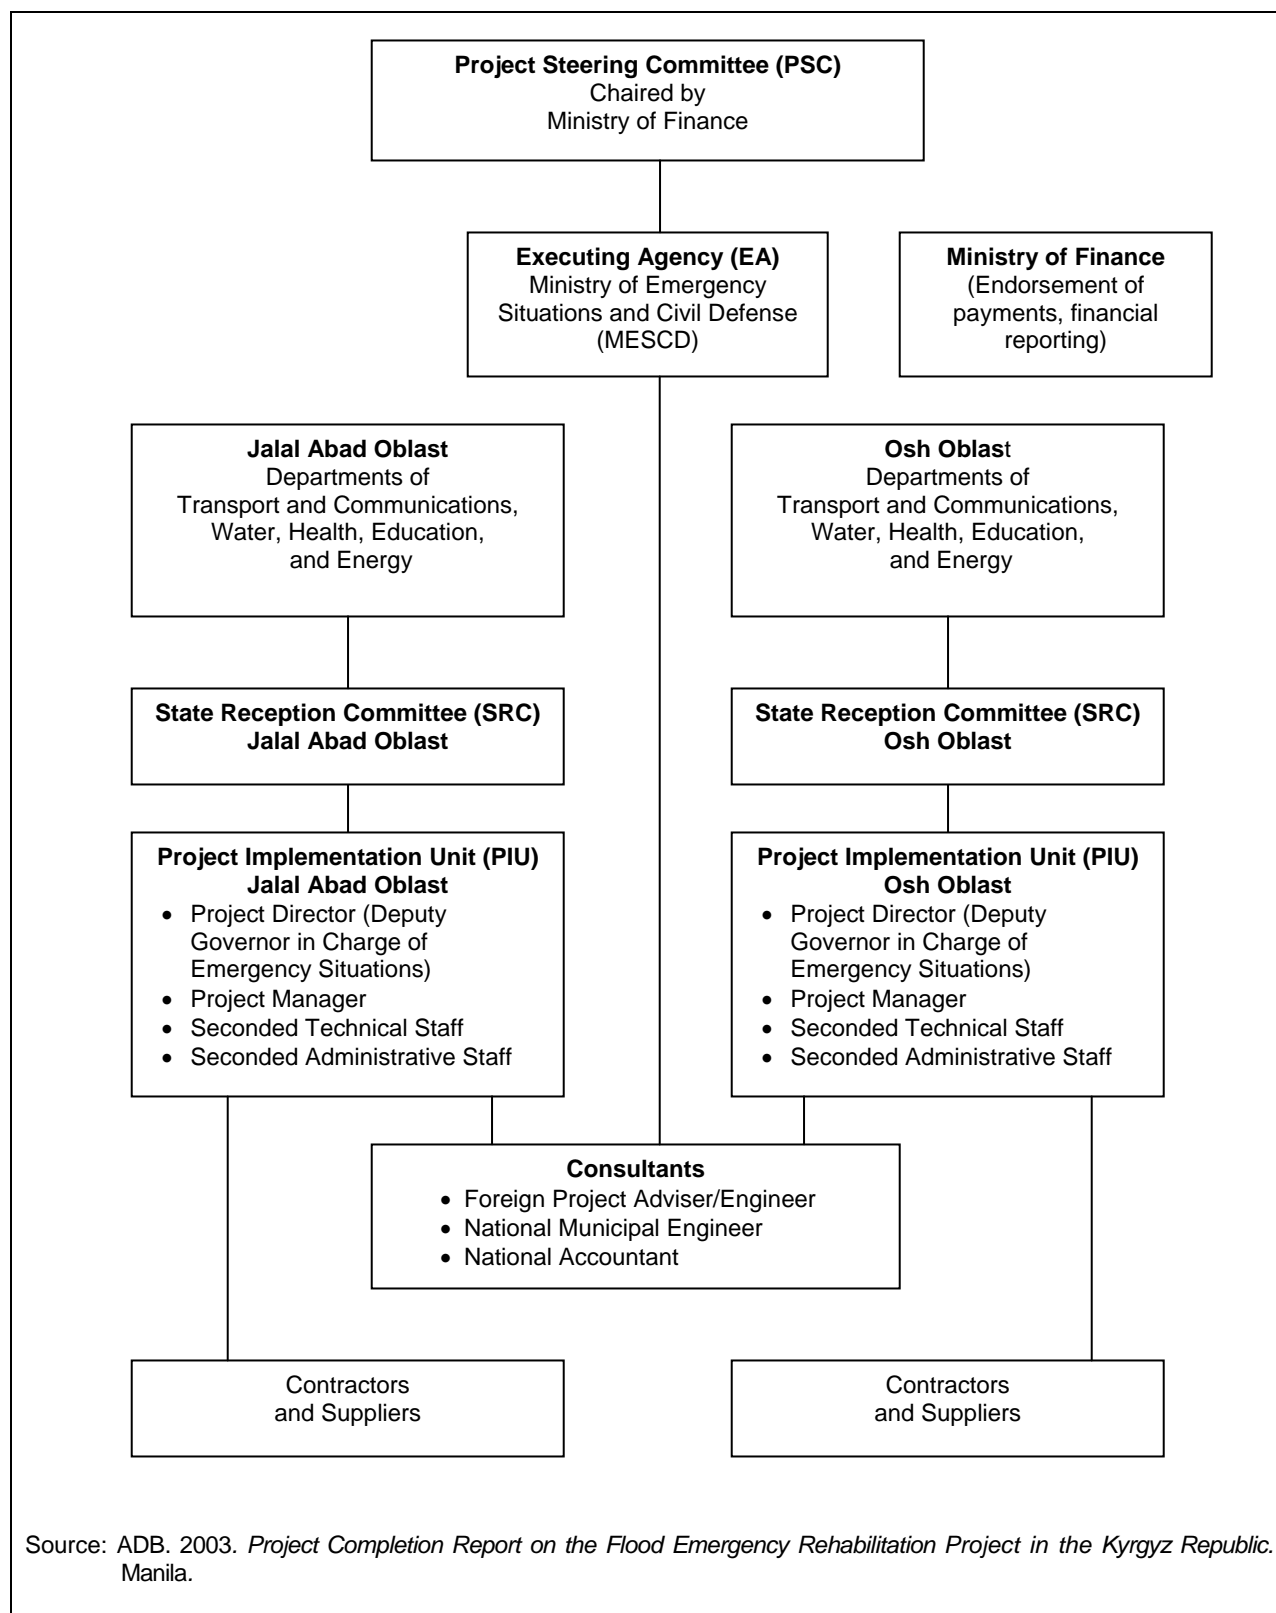 Project Steering Committee (PSC)
Chaired by
Ministry of Finance
Executing Agency (EA)
Ministry of Emergency
Situations and Civil Defense
(MESCD)
Ministry of Finance
(Endorsement of
payments, financial
reporting)
Jalal Abad Oblast
Departments of
Transport and Communications,
Water, Health, Education,
and Energy
Osh Oblast
Departments of
Transport and Communications,
Water, Health, Education,
and Energy
State Reception Committee (SRC)
Jalal Abad Oblast
State Reception Committee (SRC)
Osh Oblast
Project Implementation Unit (PIU)
Jalal Abad Oblast
• Project Director (Deputy
Governor in Charge of
Emergency Situations)
• Project Manager
• Seconded Technical Staff
• Seconded Administrative Staff
Project Implementation Unit (PIU)
Osh Oblast
• Project Director (Deputy
Governor in Charge of
Emergency Situations)
• Project Manager
• Seconded Technical Staff
• Seconded Administrative Staff
Consultants
• Foreign Project Adviser/Engineer
• National Municipal Engineer
• National Accountant
Contractors
and Suppliers
Contractors
and Suppliers
Source: ADB. 2003. Project Completion Report on the Flood Emergency Rehabilitation Project in the Kyrgyz Republic.
Manila.